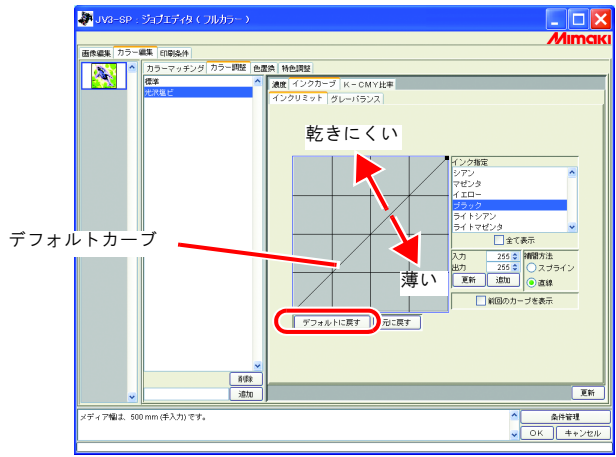 JV3-SP : ジョブエディタ ( フルカラー )
Mimaki
画像編集 カラー編集 印刷条件
カラーマッチング カラー調整 色置換 特色調整
標準
光沢塩ビ
濃度 インクカーブ K-CMY比率
インクリミット グレーバランス
乾きにくい
デフォルトカーブ
薄い
インク指定
シアン
マゼンタ
イエロー
ブラック
ライトシアン
ライトマゼンタ
全て表示
入力 255
出力 255
更新 追加
補間方法
スプライン
直線
前回のカーブを表示
デフォルトに戻す 元に戻す
削除
追加
更新
メディア幅は、500 mm (手入力) です。
条件管理
OK キャンセル